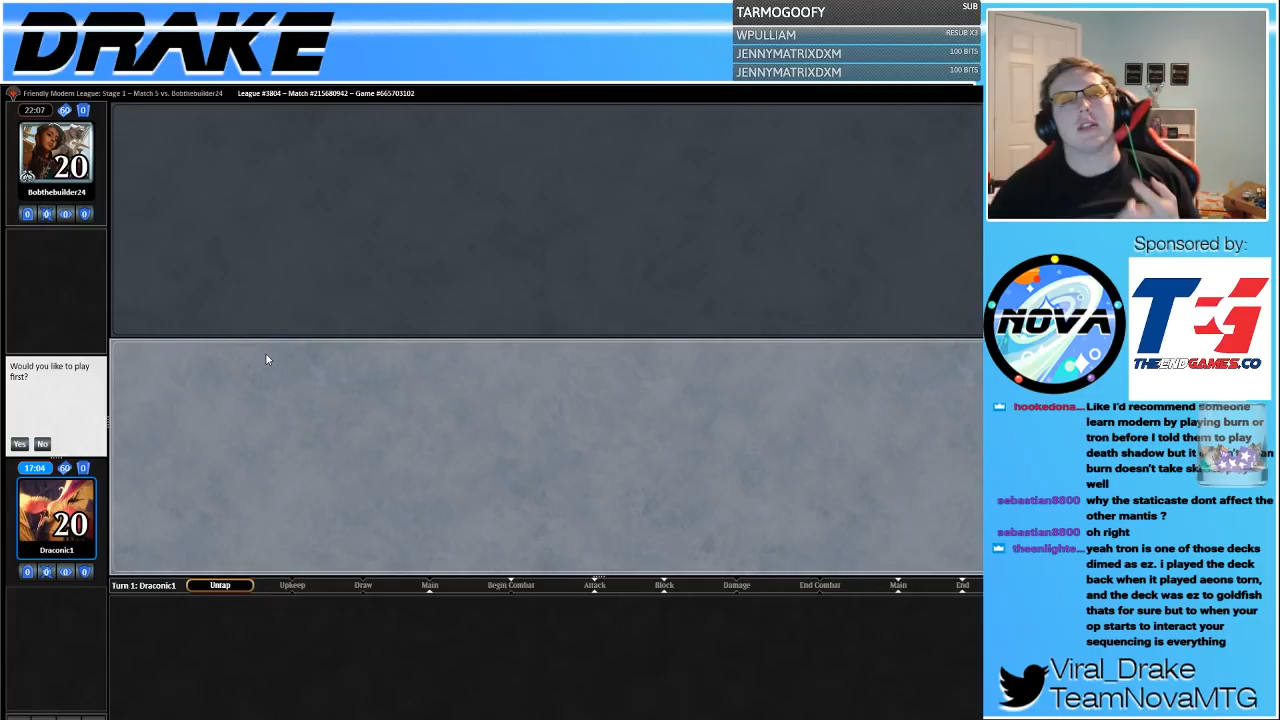 DRAKE
TARMOGOOFY SUB
WPULLIAM RESUB X3
JENNYMATRIXDXM 100 BITS
JENNYMATRIXDXM 100 BITS
Friendly Modern League: Stage 1 – Match 5 vs. Bobthebuilder24 League #3804 – Match #215680942 – Game #665703102
22:07 60 0
20
Bobthebuilder24
0 0 0 0
Would you like to play
first?
Yes No
17:04 60 0
20
Draconic1
0 0 0 0
Turn 1: Draconic1 Untap Upkeep Draw Main Begin Combat Attack Block Damage End Combat Main End
Sponsored by:
NOVA
TEG
THEENDGAMES.CO
hookedona... Like I'd recommend someone
learn modern by playing burn or
tron before I told them to play
death shadow but it
burn doesn't take
well
sebastian8800 why the staticaste dont affect the
other mantis ?
sebastian8800 oh right
theenlighte... yeah tron is one of those decks
dimed as ez. i played the deck
back when it played aeons torn,
and the deck was ez to goldfish
thats for sure but to when your
op starts to interact your
sequencing is everything
Viral_Drake
TeamNovaMTG